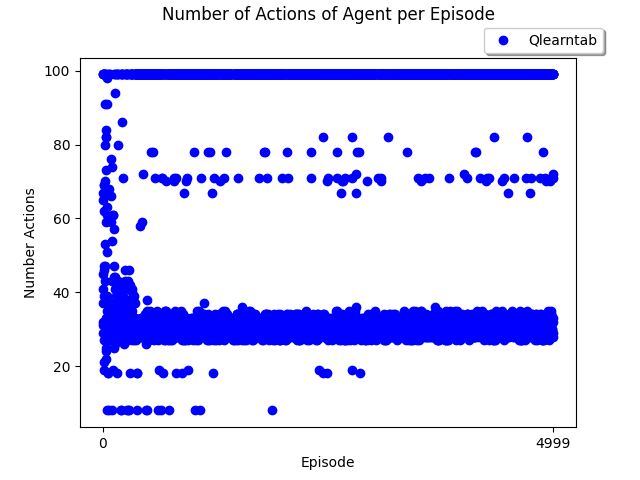 Number of Actions of Agent per Episode
Qlearntab
100
80
60
40
20
Number Actions
0
4999
Episode